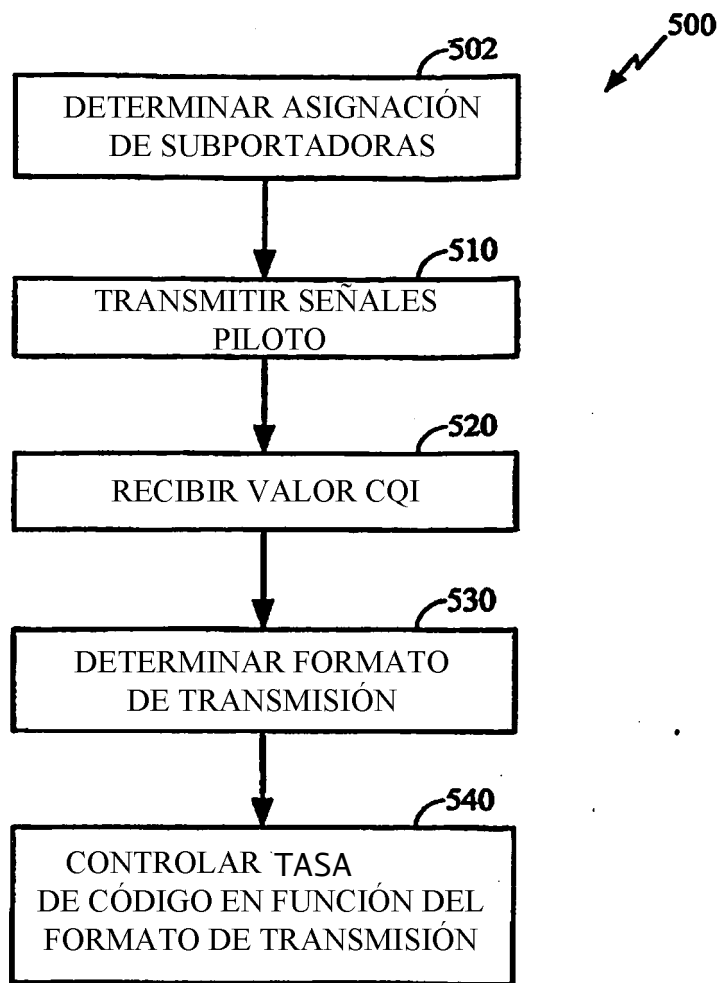 500
502
DETERMINAR ASIGNACIÓN
DE SUBPORTADORAS
510
TRANSMITIR SEÑALES
PILOTO
520
RECIBIR VALOR CQI
530
DETERMINAR FORMATO
DE TRANSMISIÓN
540
CONTROLAR TASA
DE CÓDIGO EN FUNCIÓN DEL
FORMATO DE TRANSMISIÓN